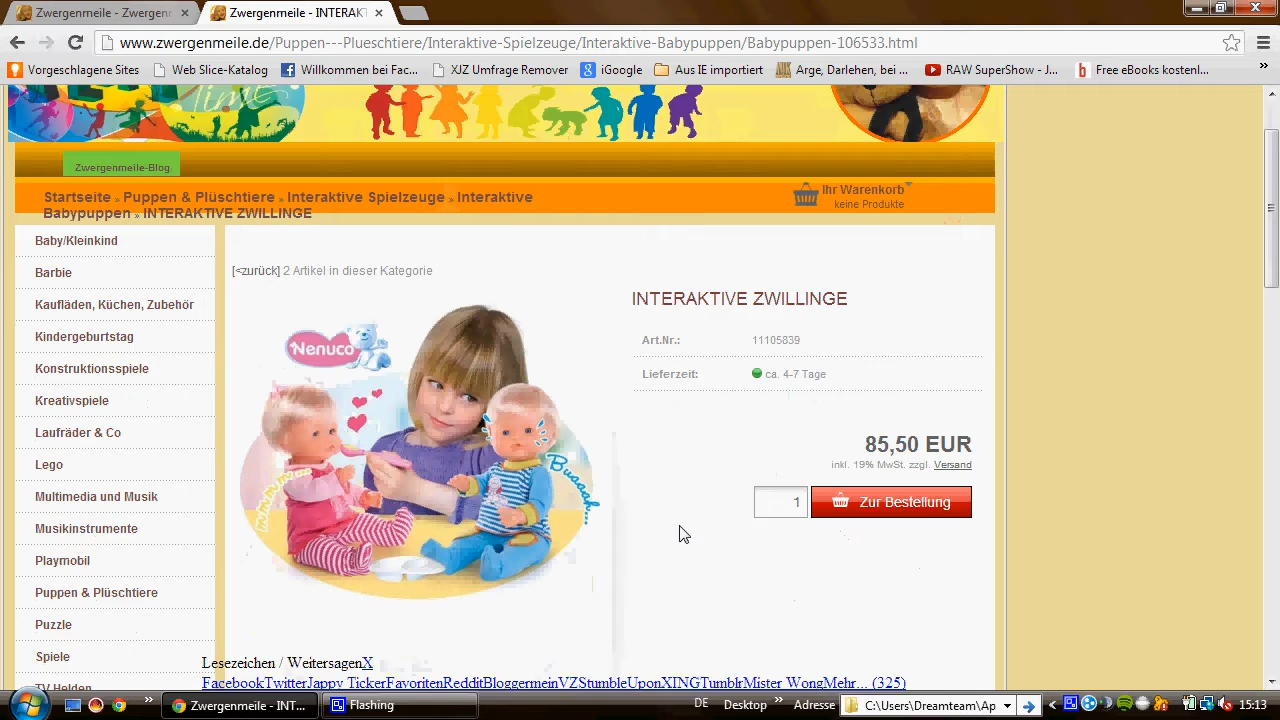 Zwergenmeile - Zwergenm
Zwergenmeile - INTERAKT
www.zwergenmeile.de/Puppen---Plueschtiere/Interaktive-Spielzeuge/Interaktive-Babypuppen/Babypuppen-106533.html
Vorgeschlagene Sites Web Slice-Katalog Willkommen bei Fac... XJZ Umfrage Remover iGoogle Aus IE importiert Arge, Darlehen, bei ... RAW SuperShow - J... Free eBooks kostenl... »
Time
Zwergenmeile-Blog
Startseite » Puppen & Plüschtiere » Interaktive Spielzeuge » Interaktive
Babypuppen » INTERAKTIVE ZWILLINGE
Ihr Warenkorb
keine Produkte
Baby/Kleinkind
Barbie
Kaufläden, Küchen, Zubehör
Kindergeburtstag
Konstruktionsspiele
Kreativspiele
Laufräder & Co
Lego
Multimedia und Musik
Musikinstrumente
Playmobil
Puppen & Plüschtiere
Puzzle
Spiele
TV Helden
[<zurück] 2 Artikel in dieser Kategorie
Nenuco
Buaaah...
INTERAKTIVE ZWILLINGE
Art.Nr.: 11105839
Lieferzeit: ca. 4-7 Tage
85,50 EUR
inkl. 19% MwSt. zzgl. Versand
1 Zur Bestellung
Lesezeichen / WeitersagenX
FacebookTwitterJappy TickerFavoritenRedditBloggermeinVZStumbleUponXINGTumblrMister WongMehr... (325)
» Zwergenmeile - INT... Flashing DE Desktop » Adresse C:\Users\Dreamteam\Ap 15:13